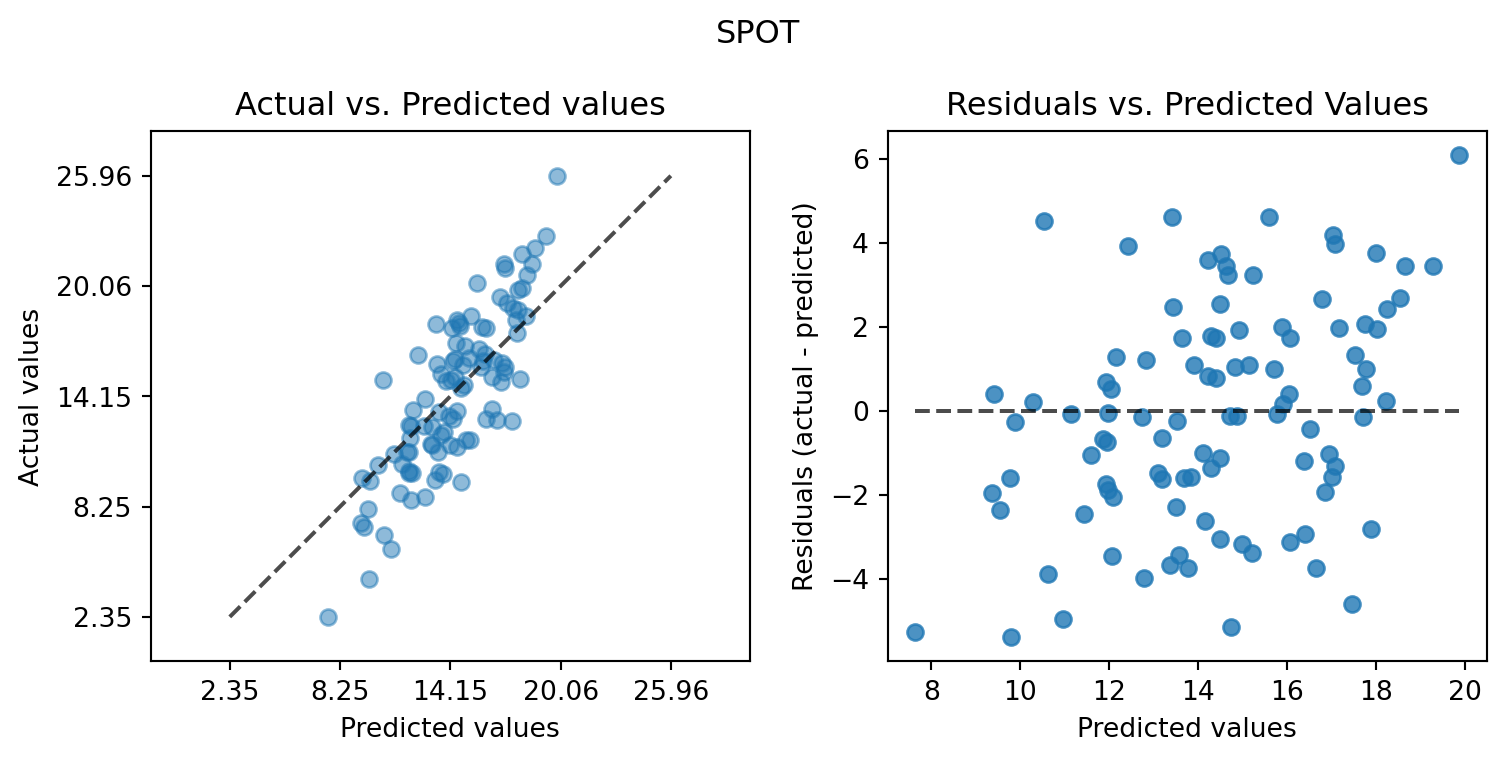 SPOT
Actual vs. Predicted values
Actual values
25.96
20.06
14.15
8.25
2.35
2.35 8.25 14.15 20.06 25.96
Predicted values
Residuals vs. Predicted Values
Residuals (actual - predicted)
6
4
2
0
−2
−4
8 10 12 14 16 18 20
Predicted values